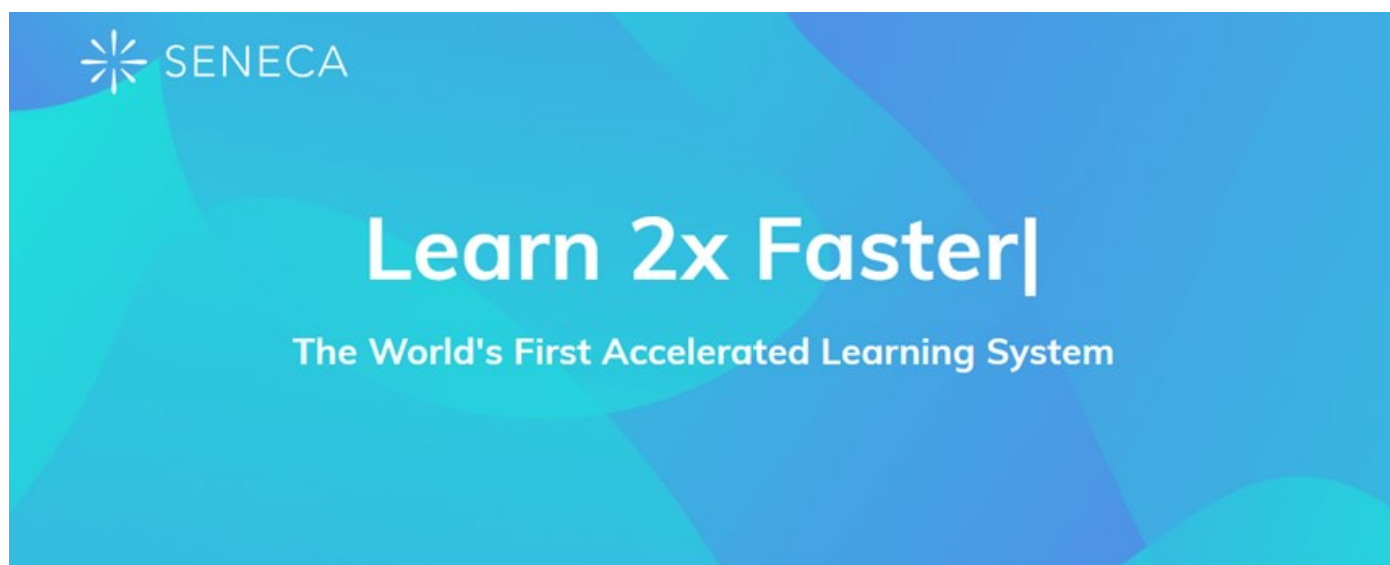 SENECA
Learn 2x Faster|
The World's First Accelerated Learning System